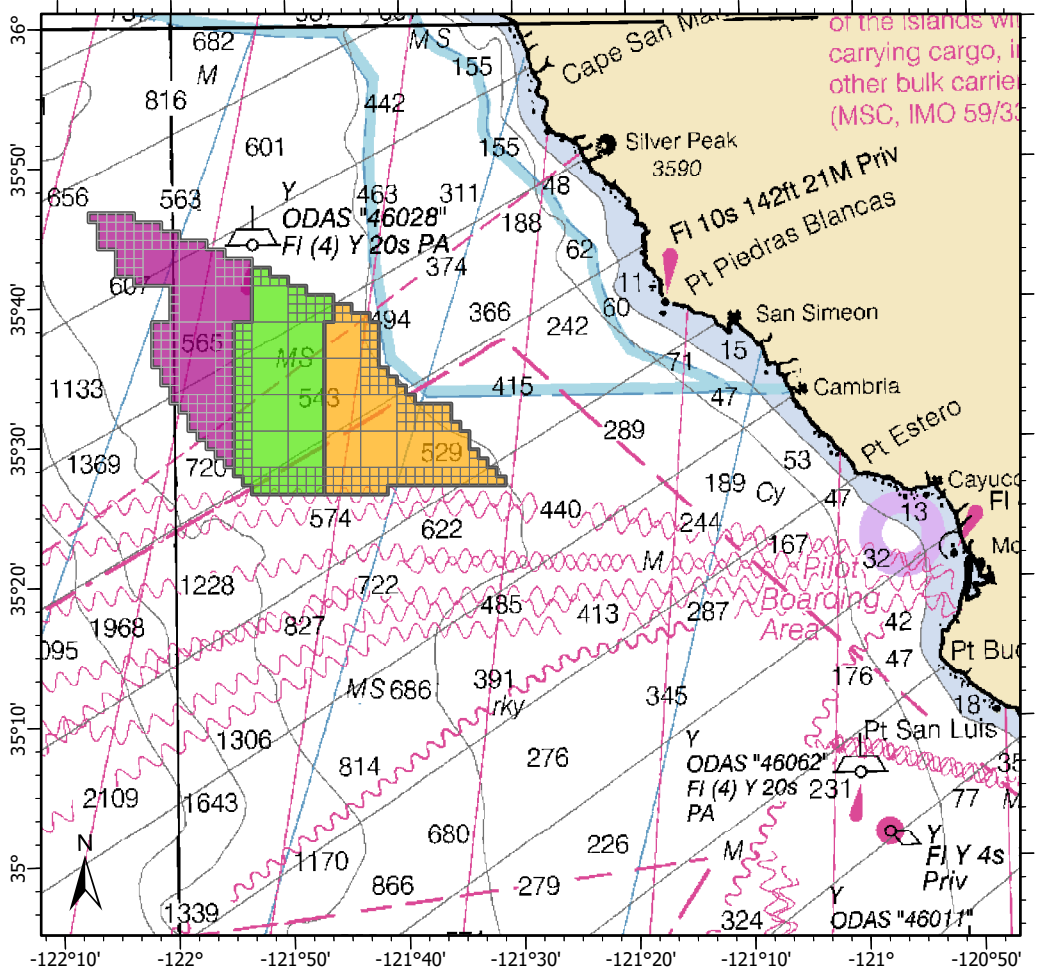 36°
682
M S
155
M
816
442
601
155
35°50'
656
563
Y
ODAS "46028"
Fl (4) Y 20s PA
463
311
48
188
62
374
Cape San Mar
of the islands wi
carrying cargo, i
other bulk carrier
(MSC, IMO 59/33
Silver Peak
3590
Fl 10s 142ft 21M Priv
Pt Piedras Blancas
11
60
607
35°40'
494
366
242
San Simeon
15
71
565
MS
1133
543
415
47
Cambria
289
35°30'
1369
720
529
Pt Estero
53
47
Cayuco
189
Cy
13
Fl
574
622
440
244
167
32
Mo
Pilot
Boarding
Area
M
35°20'
1228
722
485
413
287
42
47
1968
827
095
176
Pt Bu
18
MS
686
391
rky
345
35°10'
1306
814
276
Y
ODAS "46062"
Fl (4) Y 20s
PA
Pt San Luis
231
35
77
M
2109
1643
680
226
M
N
1170
Y
Fl Y 4s
Priv
35°
866
279
1339
324
Y
ODAS "46011"
-122°10'
-122°
-121°50'
-121°40'
-121°30'
-121°20'
-121°10'
-121°
-120°50'